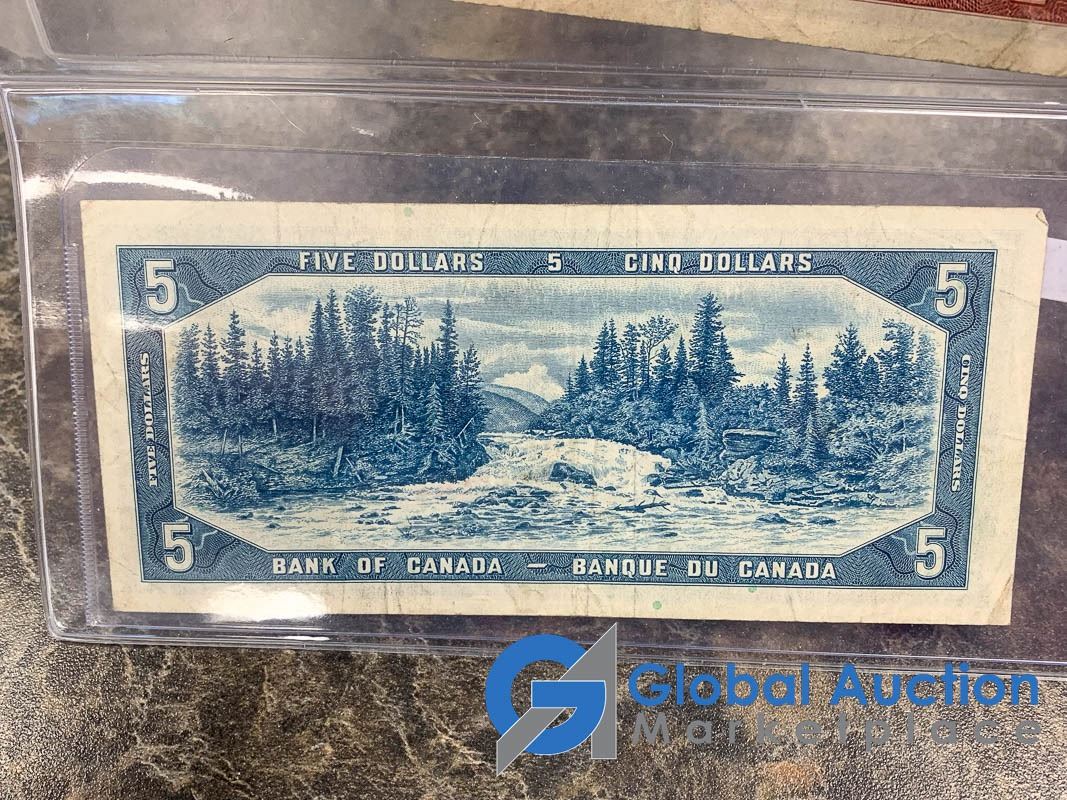 FIVE DOLLARS 5 CINQ DOLLARS
5 5
FIVE DOLLARS
CINQ DOLLARS
5 5
BANK OF CANADA — BANQUE DU CANADA
Global Auction
Marketplace